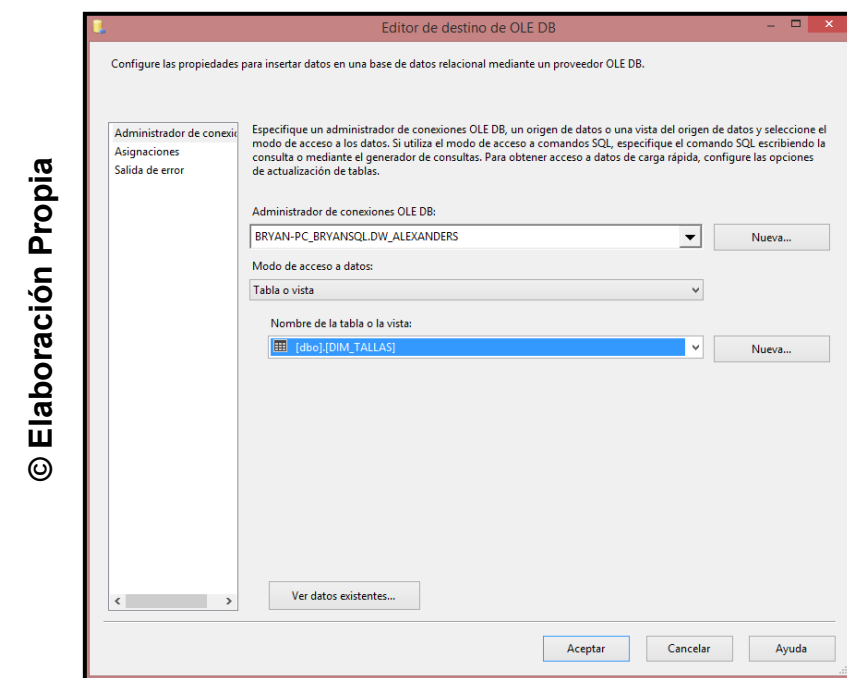 © Elaboración Propia
Editor de destino de OLE DB
Configure las propiedades para insertar datos en una base de datos relacional mediante un proveedor OLE DB.
Administrador de conexio
Asignaciones
Salida de error
Especifique un administrador de conexiones OLE DB, un origen de datos o una vista del origen de datos y seleccione el
modo de acceso a los datos. Si utiliza el modo de acceso a comandos SQL, especifique el comando SQL escribiendo la
consulta o mediante el generador de consultas. Para obtener acceso a datos de carga rápida, configure las opciones
de actualización de tablas.
Administrador de conexiones OLE DB:
BRYAN-PC_BRYANSQL.DW_ALEXANDERS
Nueva...
Modo de acceso a datos:
Tabla o vista
Nombre de la tabla o la vista:
[dbo].[DIM_TALLAS]
Nueva...
Ver datos existentes...
Aceptar
Cancelar
Ayuda